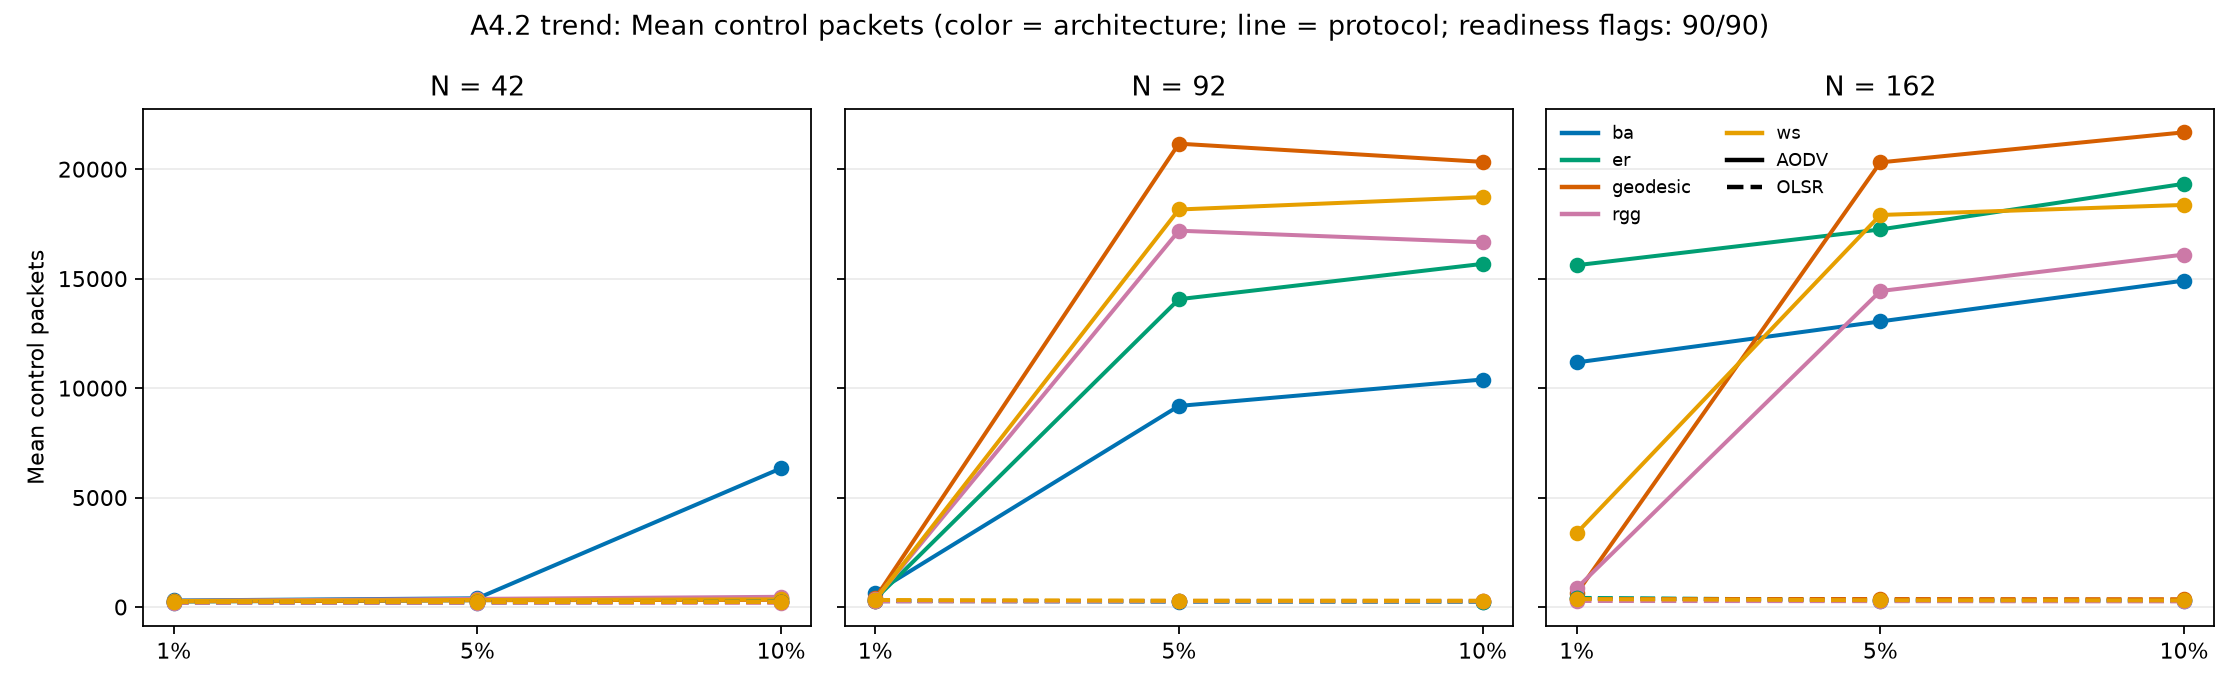 A4.2 trend: Mean control packets (color = architecture; line = protocol; readiness flags: 90/90)
N = 42
N = 92
N = 162
Mean control packets
20000
15000
10000
5000
0
1%
5%
10%
1%
5%
10%
1%
5%
10%
ba
er
geodesic
rgg
ws
AODV
OLSR